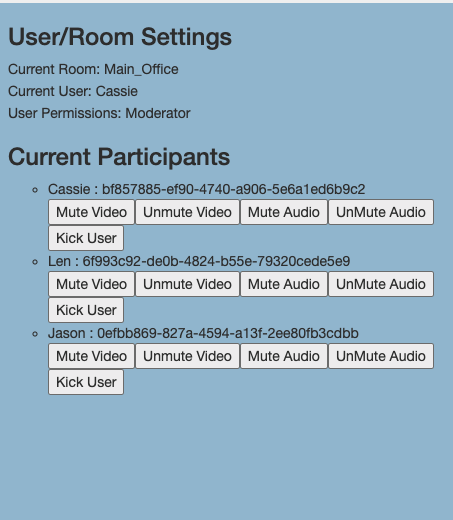 User/Room Settings
Current Room: Main_Office
Current User: Cassie
User Permissions: Moderator
Current Participants
Cassie : bf857885-ef90-4740-a906-5e6a1ed6b9c2
Mute Video Unmute Video Mute Audio UnMute Audio
Kick User
Len : 6f993c92-de0b-4824-b55e-79320cede5e9
Mute Video Unmute Video Mute Audio UnMute Audio
Kick User
Jason : 0efbb869-827a-4594-a13f-2ee80fb3cdbb
Mute Video Unmute Video Mute Audio UnMute Audio
Kick User